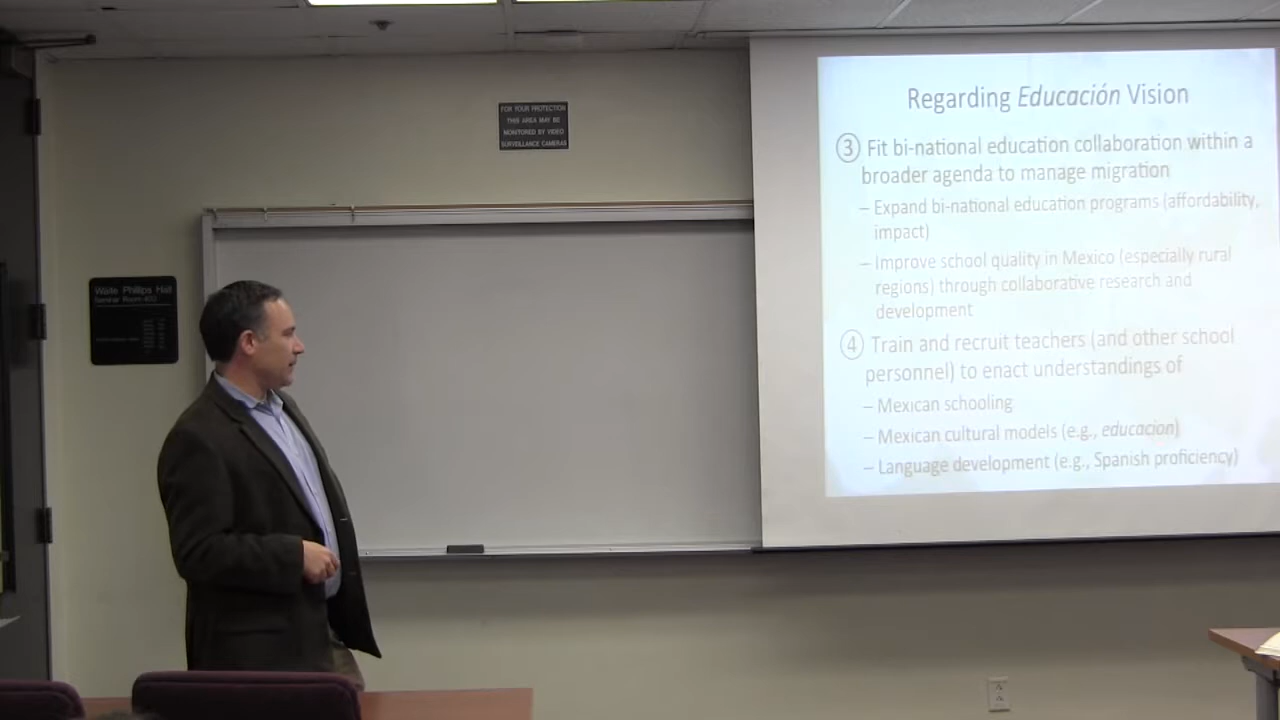 FOR YOUR PROTECTION
THIS AREA MAY BE
MONITORED BY VIDEO
SURVEILLANCE CAMERAS
Waite Phillips Hall
Seminar Room 402
Regarding Educación Vision
③ Fit bi-national education collaboration within a
broader agenda to manage migration
– Expand bi-national education programs (affordability,
impact)
– Improve school quality in Mexico (especially rural
regions) through collaborative research and
development
④ Train and recruit teachers (and other school
personnel) to enact understandings of
– Mexican schooling
– Mexican cultural models (e.g., educacion)
– Language development (e.g., Spanish proficiency)